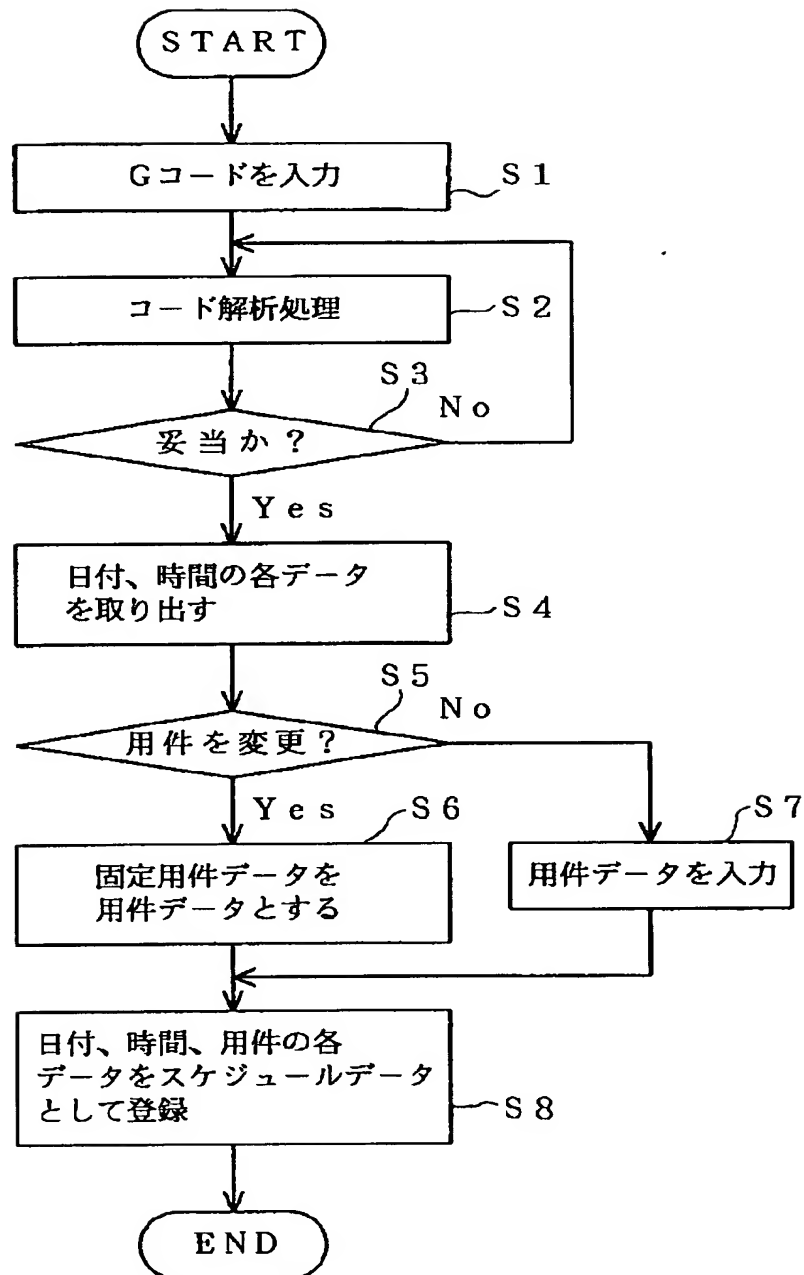 START
Gコードを入力
S1
コード解析処理
S2
S3
No
妥当か?
Yes
日付、時間の各データ
を取り出す
S4
S5
No
用件を変更?
Yes
S6
S7
固定用件データを
用件データとする
用件データを入力
日付、時間、用件の各
データをスケジュールデータ
として登録
S8
END